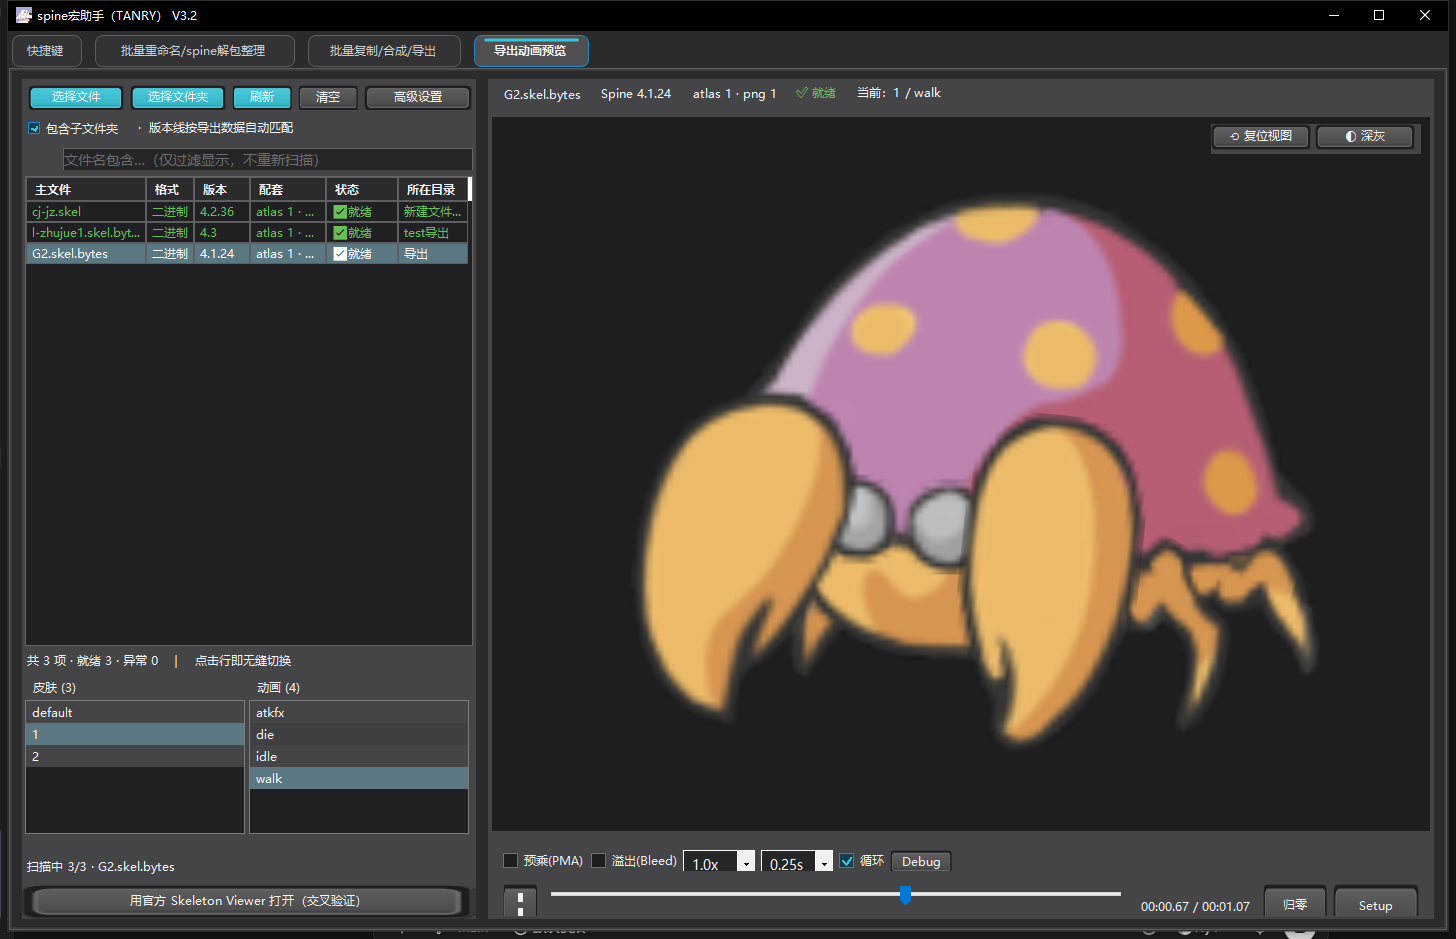 spine宏助手（TANRY） V3.2
快捷键 批量重命名/spine解包整理 批量复制/合成/导出 导出动画预览
选择文件 选择文件夹 刷新 清空 高级设置
包含子文件夹 · 版本线按导出数据自动匹配
文件名包含...（仅过滤显示，不重新扫描）
主文件 格式 版本 配套 状态 所在目录
cj-jz.skel 二进制 4.2.36 atlas 1 · ... 就绪 新建文件...
l-zhujue1.skel.byt... 二进制 4.3 atlas 1 · ... 就绪 test导出
G2.skel.bytes 二进制 4.1.24 atlas 1 · ... 就绪 导出
共 3 项 · 就绪 3 · 异常 0 | 点击行即无缝切换
皮肤 (3)
default
1
2
动画 (4)
atkfx
die
idle
walk
扫描中 3/3 · G2.skel.bytes
用官方 Skeleton Viewer 打开（交叉验证）
G2.skel.bytes Spine 4.1.24 atlas 1 · png 1 就绪 当前：1 / walk
复位视图 深灰
预乘(PMA) 溢出(Bleed) 1.0x 0.25s 循环 Debug
00:00.67 / 00:01.07 归零 Setup